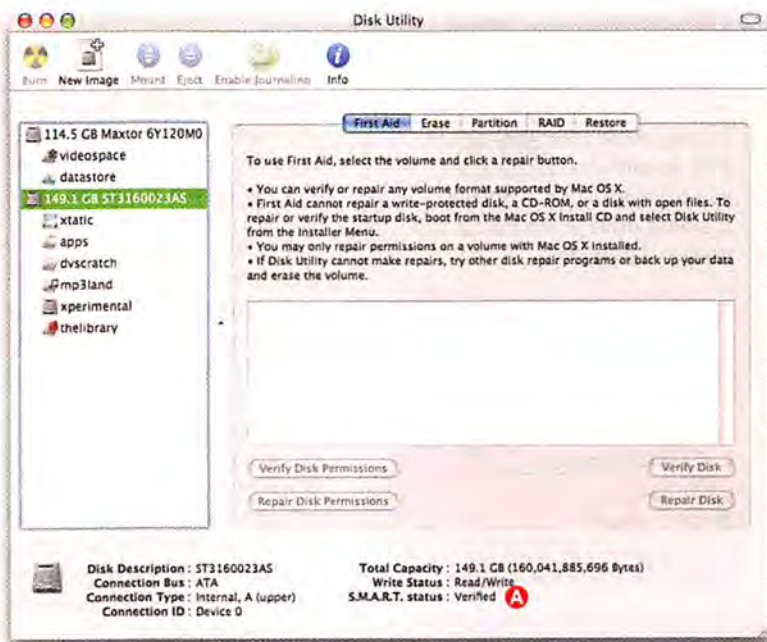 Disk Utility
Burn New Image Mount Eject Enable Journaling Info
114.5 GB Maxtor 6Y120M0
videospace
datastore
149.1 GB ST3160023AS
xtatic
apps
dvscratch
mp3land
xperimental
thelibrary
First Aid Erase Partition RAID Restore
To use First Aid, select the volume and click a repair button.
• You can verify or repair any volume format supported by Mac OS X.
• First Aid cannot repair a write-protected disk, a CD-ROM, or a disk with open files. To
repair or verify the startup disk, boot from the Mac OS X Install CD and select Disk Utility
from the Installer Menu.
• You may only repair permissions on a volume with Mac OS X installed.
• If Disk Utility cannot make repairs, try other disk repair programs or back up your data
and erase the volume.
Verify Disk Permissions Verify Disk
Repair Disk Permissions Repair Disk
Disk Description : ST3160023AS Total Capacity : 149.1 GB (160,041,885,696 Bytes)
Connection Bus : ATA Write Status : Read/Write
Connection Type : Internal, A (upper) S.M.A.R.T. status : Verified A
Connection ID : Device 0